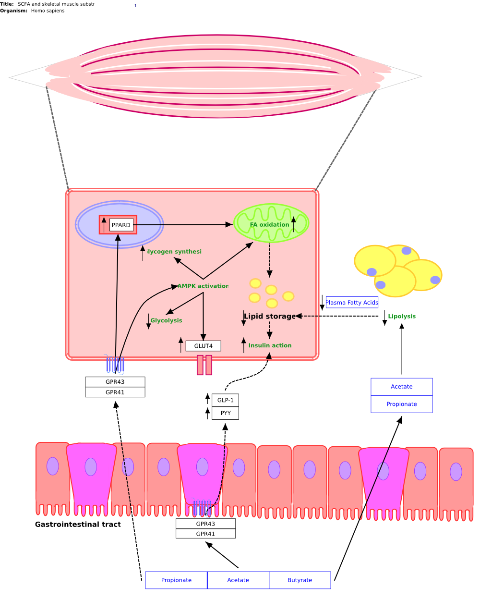 Title: SCFA and skeletal muscle substr
Organism: Homo sapiens
PPARD
FA oxidation
lycogen synthesi
AMPK activation
Plasma Fatty Acids
Lipid storage
Lipolysis
Glycolysis
GLUT4
Insulin action
GPR43
GPR41
Acetate
Propionate
GLP-1
PYY
Gastrointestinal tract
GPR43
GPR41
Propionate Acetate Butyrate